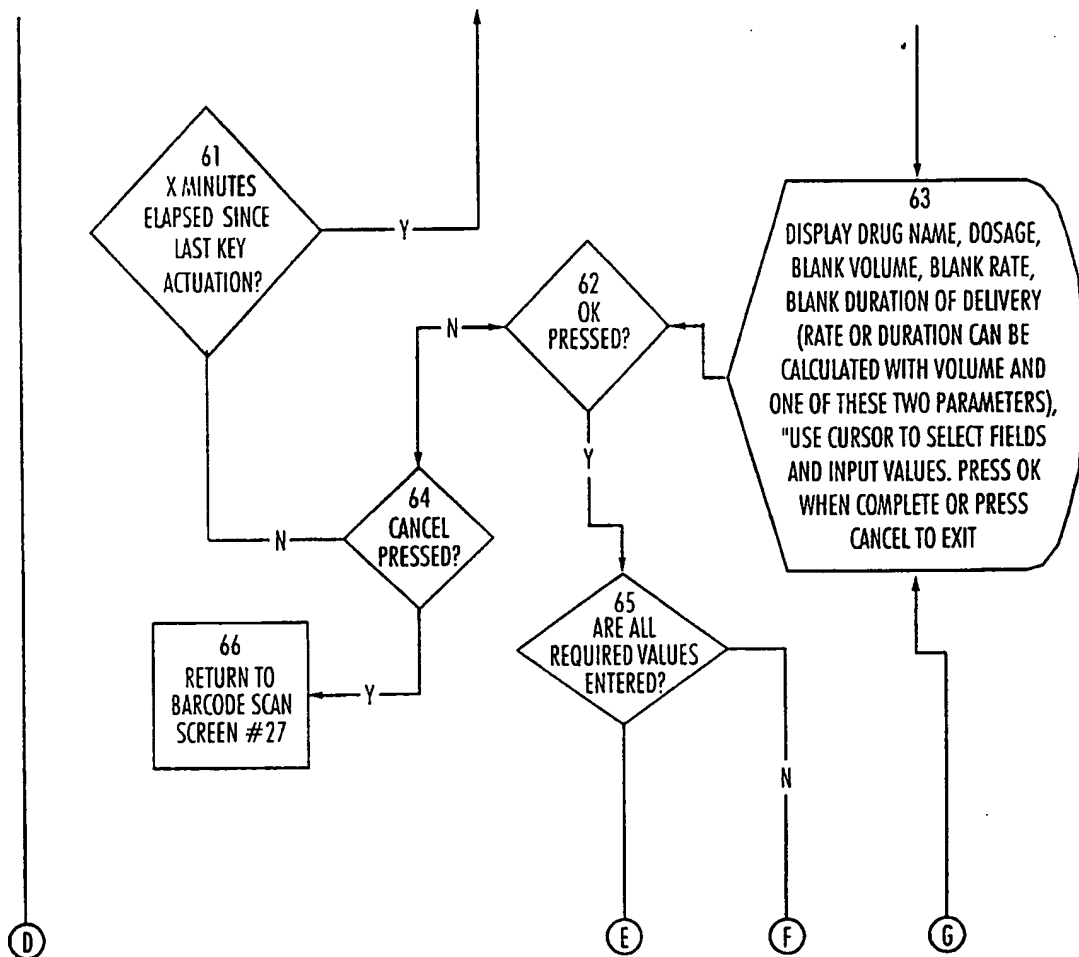 61
X MINUTES
ELAPSED SINCE
LAST KEY
ACTUATION?
Y
62
OK
PRESSED?
N
Y
63
DISPLAY DRUG NAME, DOSAGE,
BLANK VOLUME, BLANK RATE,
BLANK DURATION OF DELIVERY
(RATE OR DURATION CAN BE
CALCULATED WITH VOLUME AND
ONE OF THESE TWO PARAMETERS),
"USE CURSOR TO SELECT FIELDS
AND INPUT VALUES. PRESS OK
WHEN COMPLETE OR PRESS
CANCEL TO EXIT
64
CANCEL
PRESSED?
N
Y
65
ARE ALL
REQUIRED VALUES
ENTERED?
N
66
RETURN TO
BARCODE SCAN
SCREEN #27
D
E
F
G